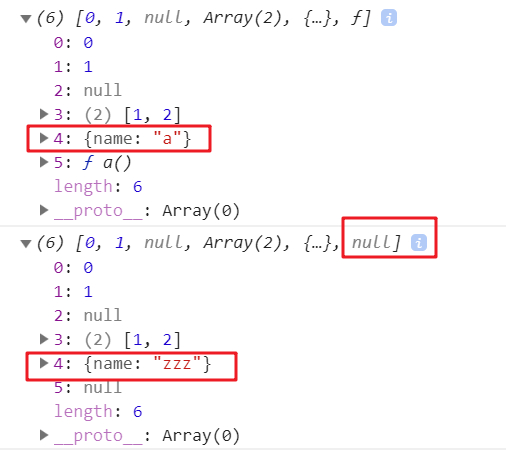 ▼(6) [0, 1, null, Array(2), {…}, ƒ] i
0: 0
1: 1
2: null
▶3: (2) [1, 2]
▶4: {name: "a"}
▶5: ƒ a()
length: 6
▶__proto__: Array(0)
▼(6) [0, 1, null, Array(2), {…}, null] i
0: 0
1: 1
2: null
▶3: (2) [1, 2]
▶4: {name: "zzz"}
5: null
length: 6
▶__proto__: Array(0)